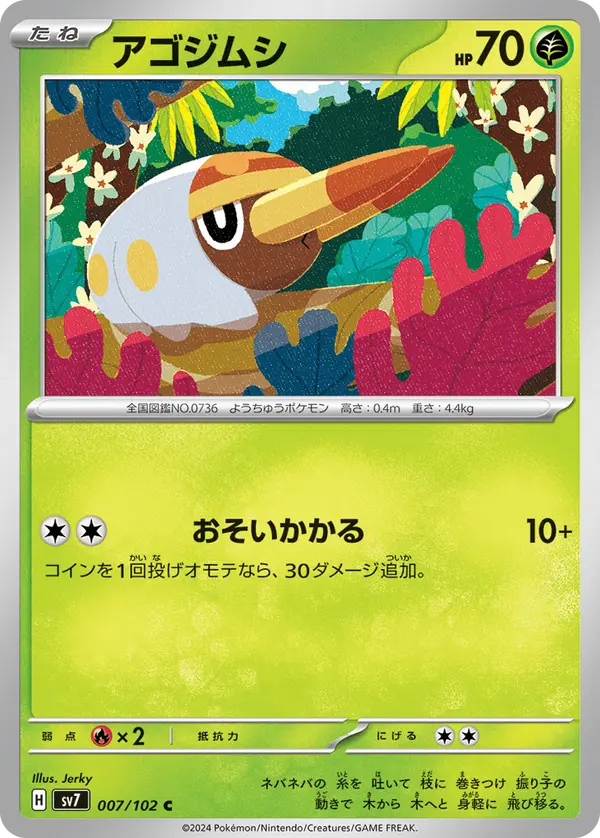 たね アゴジムシ HP70
全国図鑑NO.0736 ようちゅうポケモン 高さ:0.4m 重さ:4.4kg
おそいかかる 10+
コインを1回投げオモテなら、30ダメージ追加。
弱点 ×2 抵抗力 にげる
Illus. Jerky
H sv7 007/102 C
ネバネバの 糸を 吐いて 枝に 巻きつけ 振り子の
動きで 木から 木へと 身軽に 飛び移る。
©2024 Pokémon/Nintendo/Creatures/GAME FREAK.